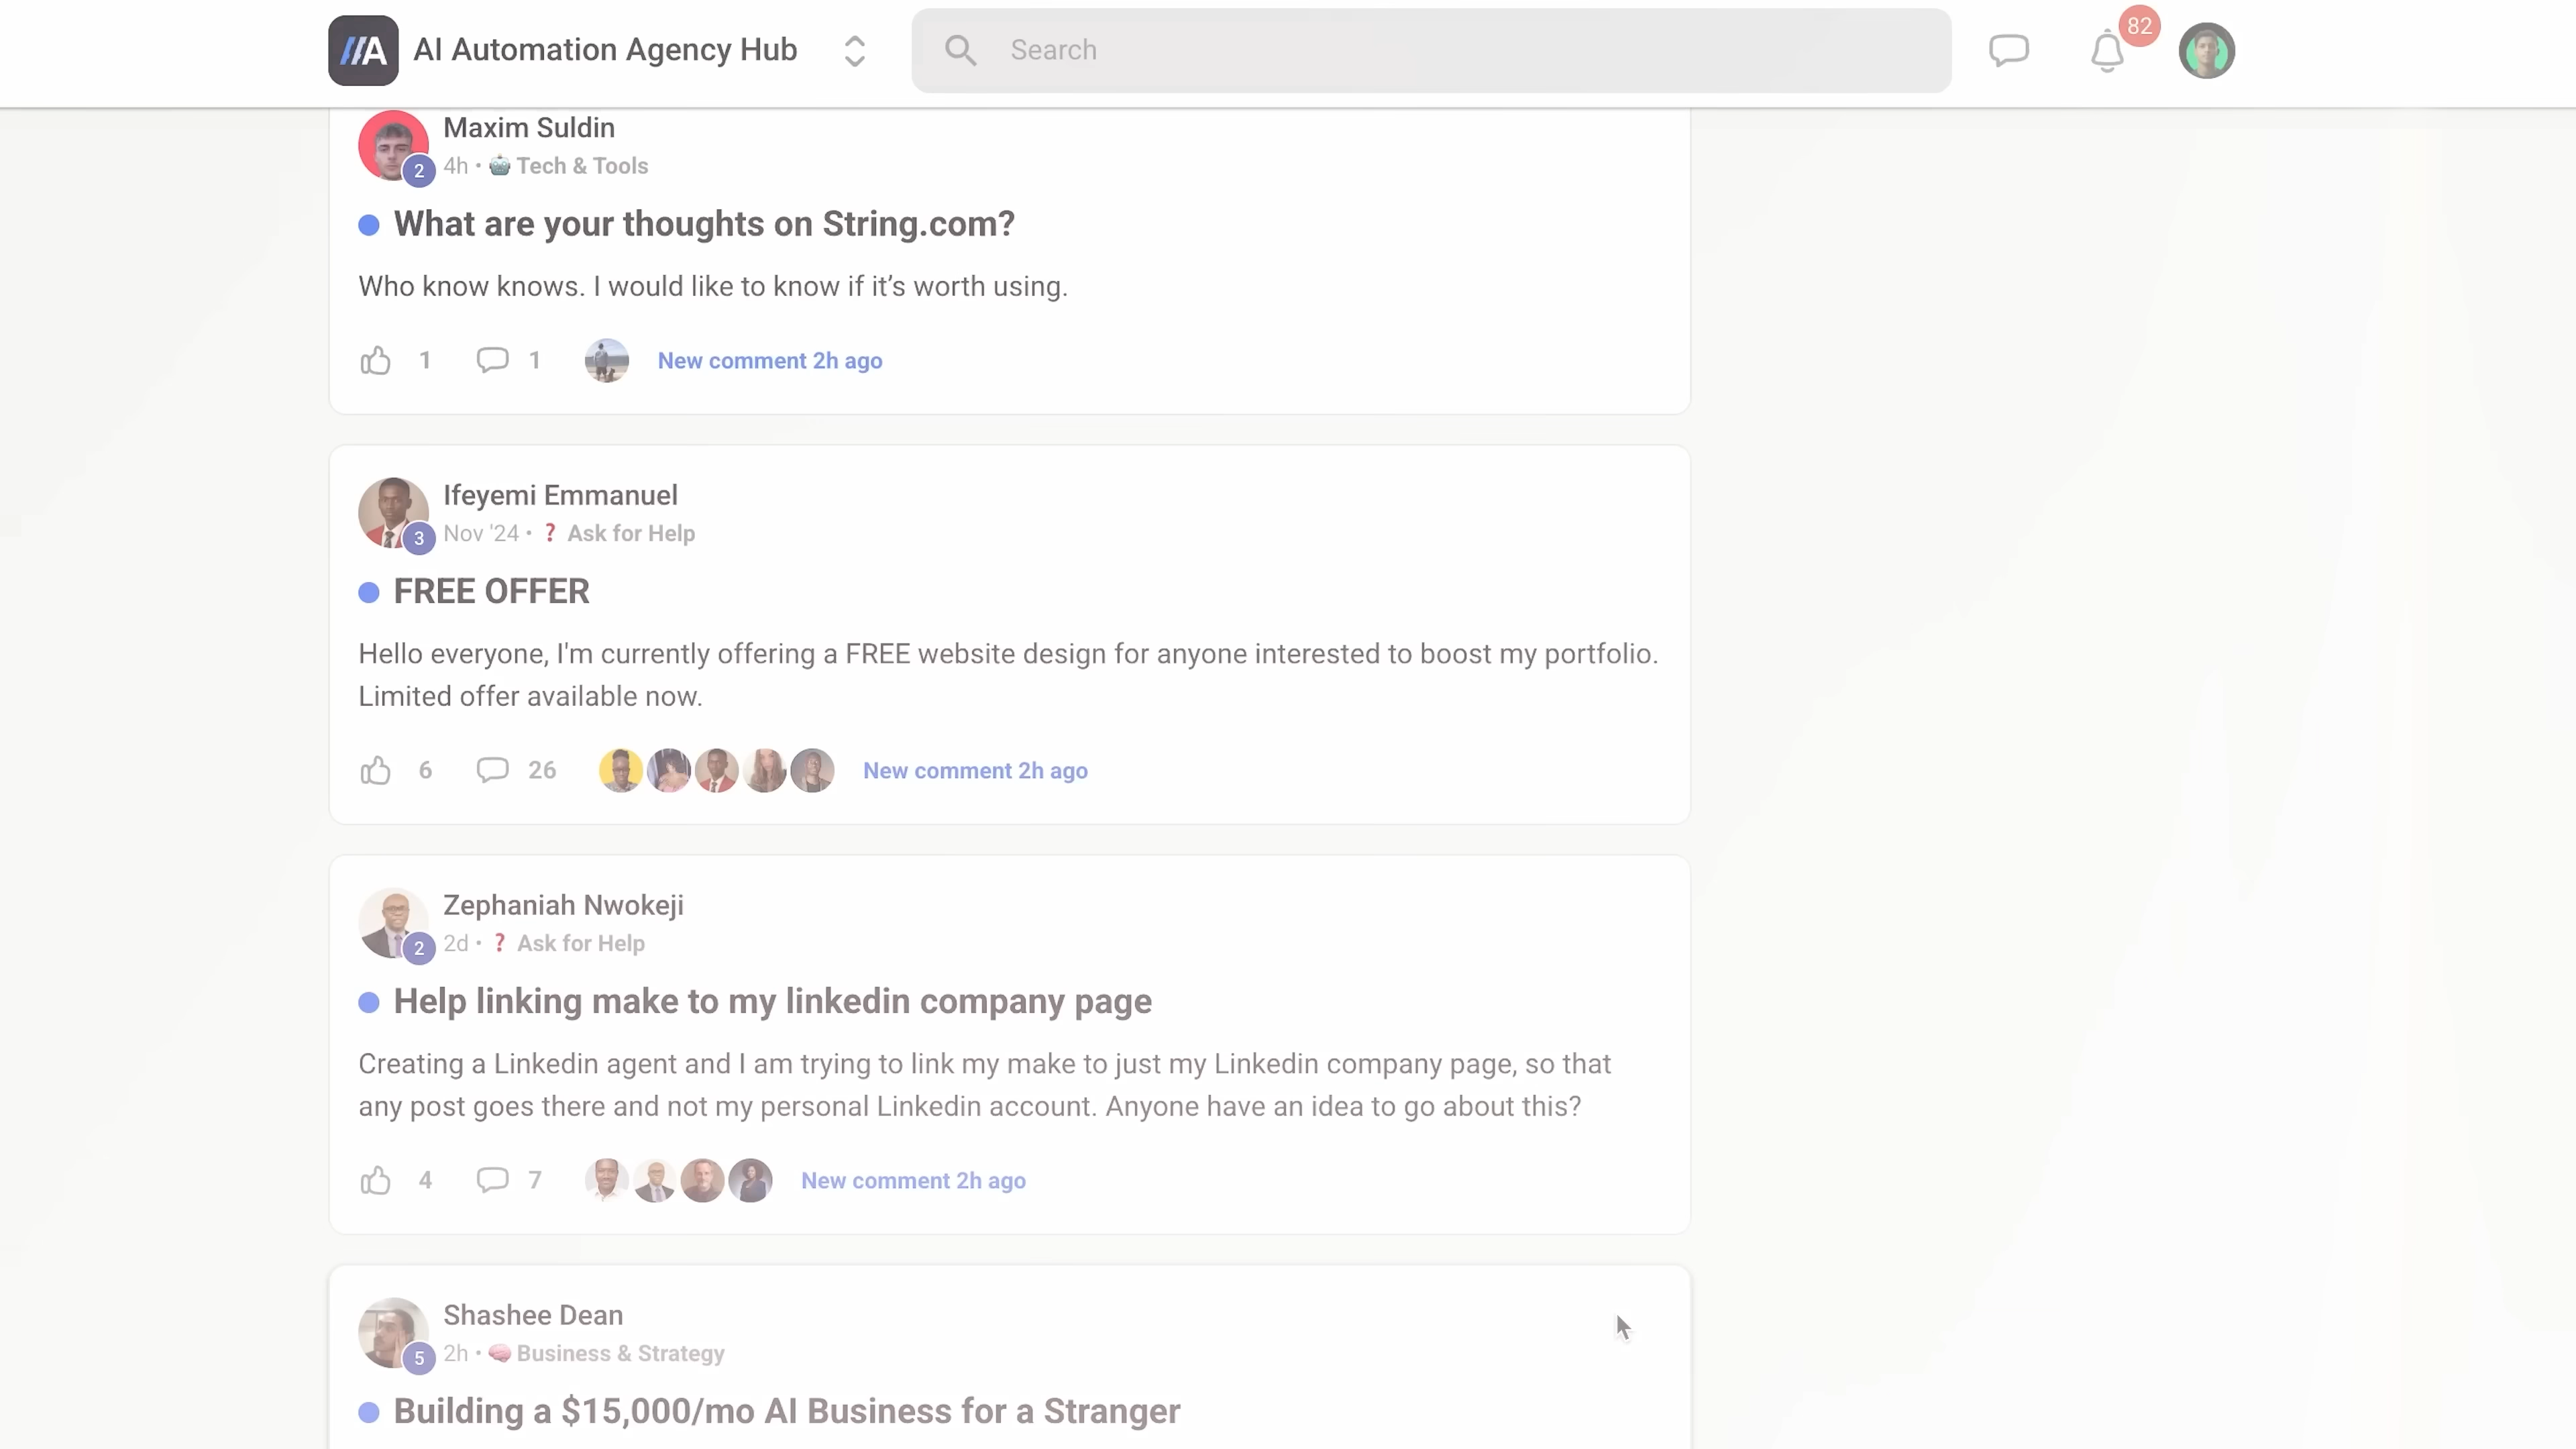 AI Automation Agency Hub
Search
82
Maxim Suldin
2
4h • Tech & Tools
What are your thoughts on String.com?
Who know knows. I would like to know if it’s worth using.
1 1 New comment 2h ago
Ifeyemi Emmanuel
3
Nov '24 • ❓ Ask for Help
FREE OFFER
Hello everyone, I'm currently offering a FREE website design for anyone interested to boost my portfolio.
Limited offer available now.
6 26 New comment 2h ago
Zephaniah Nwokeji
2
2d • ❓ Ask for Help
Help linking make to my linkedin company page
Creating a Linkedin agent and I am trying to link my make to just my Linkedin company page, so that
any post goes there and not my personal Linkedin account. Anyone have an idea to go about this?
4 7 New comment 2h ago
Shashee Dean
5
2h • Business & Strategy
Building a $15,000/mo AI Business for a Stranger